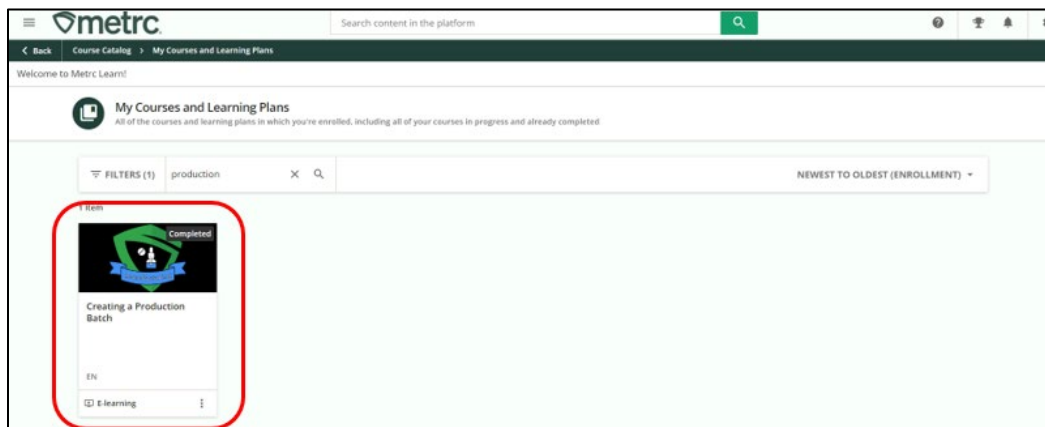 metrc.
Search content in the platform
Back Course Catalog > My Courses and Learning Plans
Welcome to Metrc Learn!
My Courses and Learning Plans
All of the courses and learning plans in which you're enrolled, including all of your courses in progress and already completed
FILTERS (1) production NEWEST TO OLDEST (ENROLLMENT)
1 item
Completed
Creating a Production
Batch
EN
E-learning